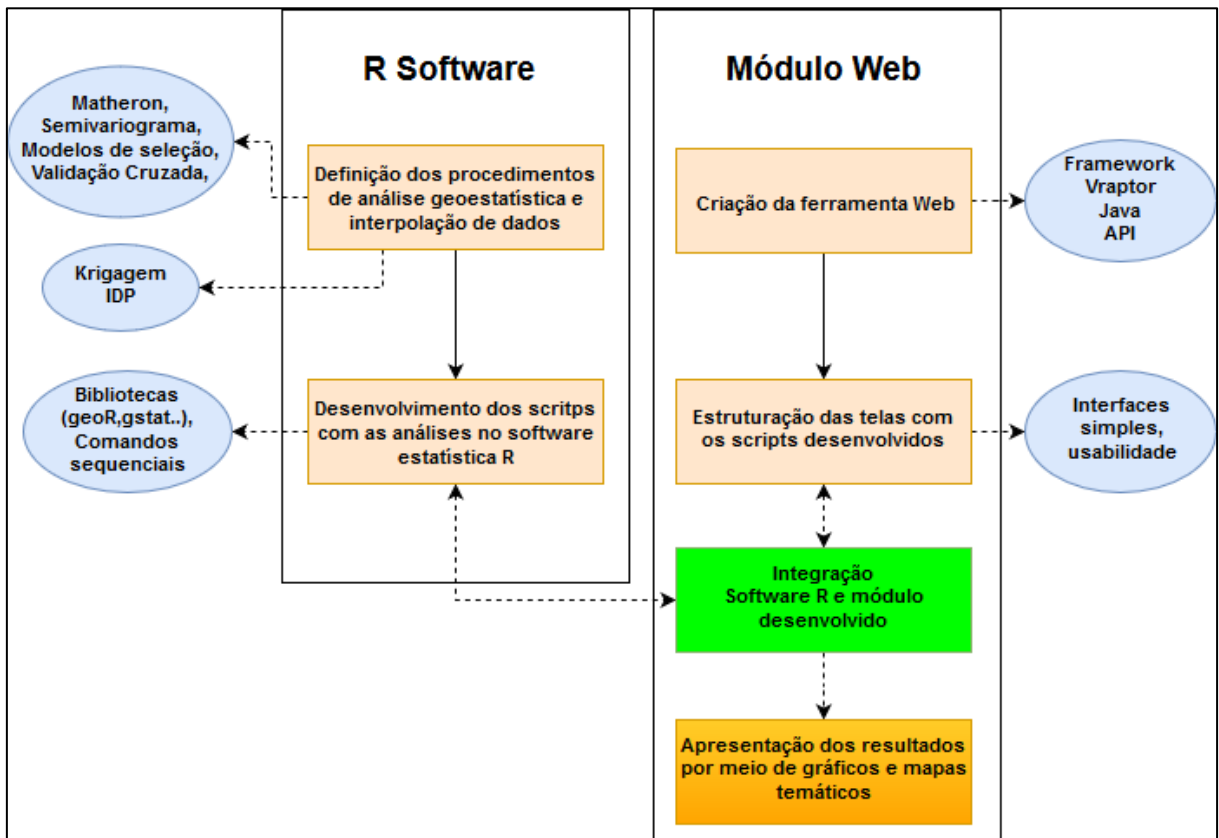 R Software
Módulo Web
Matheron,
Semivariograma,
Modelos de seleção,
Validação Cruzada,
Definição dos procedimentos
de análise geoestatística e
interpolação de dados
Criação da ferramenta Web
Framework
Vraptor
Java
API
Krigagem
IDP
Bibliotecas
(geoR,gstat..),
Comandos
sequenciais
Desenvolvimento dos scritps
com as análises no software
estatística R
Estruturação das telas com
os scripts desenvolvidos
Interfaces
simples,
usabilidade
Integração
Software R e módulo
desenvolvido
Apresentação dos resultados
por meio de gráficos e mapas
temáticos